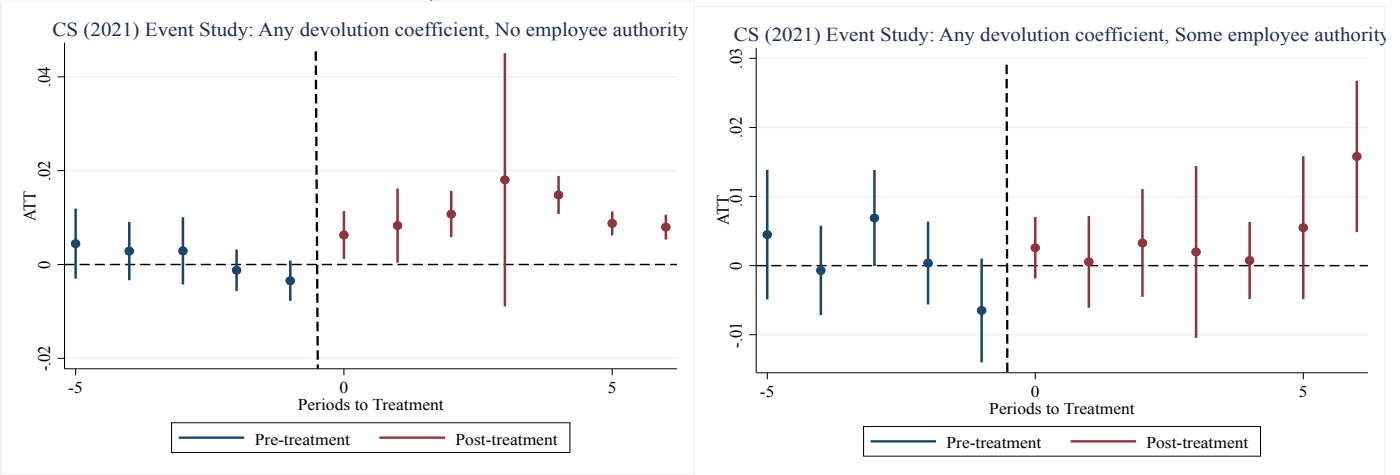 CS (2021) Event Study: Any devolution coefficient, No employee authority
.04
.02
0
-.02
ATT
-5
0
5
Periods to Treatment
Pre-treatment
Post-treatment
CS (2021) Event Study: Any devolution coefficient, Some employee authority
.03
.02
.01
0
-.01
ATT
-5
0
5
Periods to Treatment
Pre-treatment
Post-treatment